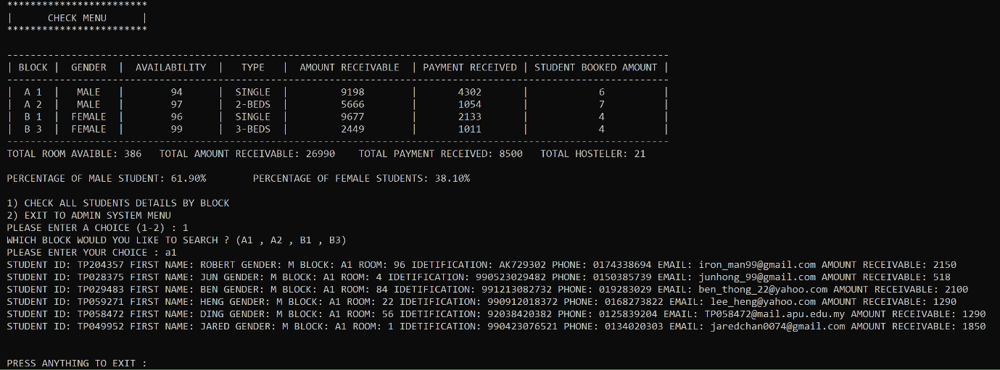 ************************
|      CHECK MENU      |
************************
| BLOCK |  GENDER  |  AVAILABILITY  |   TYPE   |  AMOUNT RECEIVABLE  | PAYMENT RECEIVED | STUDENT BOOKED AMOUNT |
|  A 1  |   MALE   |        94      |  SINGLE  |         9198        |       4302       |            6          |
|  A 2  |   MALE   |        97      |  2-BEDS  |         5666        |       1054       |            7          |
|  B 1  |  FEMALE  |        96      |  SINGLE  |         9677        |       2133       |            4          |
|  B 3  |  FEMALE  |        99      |  3-BEDS  |         2449        |       1011       |            4          |
TOTAL ROOM AVAIBLE: 386   TOTAL AMOUNT RECEIVABLE: 26990    TOTAL PAYMENT RECEIVED: 8500   TOTAL HOSTELER: 21
PERCENTAGE OF MALE STUDENT: 61.90%        PERCENTAGE OF FEMALE STUDENTS: 38.10%
1) CHECK ALL STUDENTS DETAILS BY BLOCK
2) EXIT TO ADMIN SYSTEM MENU
PLEASE ENTER A CHOICE (1-2) : 1
WHICH BLOCK WOULD YOU LIKE TO SEARCH ? (A1 , A2 , B1 , B3)
PLEASE ENTER YOUR CHOICE : a1
STUDENT ID: TP204357 FIRST NAME: ROBERT GENDER: M BLOCK: A1 ROOM: 96 IDETIFICATION: AK729302 PHONE: 0174338694 EMAIL: iron_man99@gmail.com AMOUNT RECEIVABLE: 2150
STUDENT ID: TP028375 FIRST NAME: JUN GENDER: M BLOCK: A1 ROOM: 4 IDETIFICATION: 990523029482 PHONE: 0150385739 EMAIL: junhong_99@gmail.com AMOUNT RECEIVABLE: 518
STUDENT ID: TP029483 FIRST NAME: BEN GENDER: M BLOCK: A1 ROOM: 84 IDETIFICATION: 991213082732 PHONE: 019283029 EMAIL: ben_thong_22@yahoo.com AMOUNT RECEIVABLE: 2100
STUDENT ID: TP059271 FIRST NAME: HENG GENDER: M BLOCK: A1 ROOM: 22 IDETIFICATION: 990912018372 PHONE: 0168273822 EMAIL: lee_heng@yahoo.com AMOUNT RECEIVABLE: 1290
STUDENT ID: TP058472 FIRST NAME: DING GENDER: M BLOCK: A1 ROOM: 56 IDETIFICATION: 92038420382 PHONE: 0125839204 EMAIL: TP058472@mail.apu.edu.my AMOUNT RECEIVABLE: 1290
STUDENT ID: TP049952 FIRST NAME: JARED GENDER: M BLOCK: A1 ROOM: 1 IDETIFICATION: 990423076521 PHONE: 0134020303 EMAIL: jaredchan0074@gmail.com AMOUNT RECEIVABLE: 1850
PRESS ANYTHING TO EXIT :